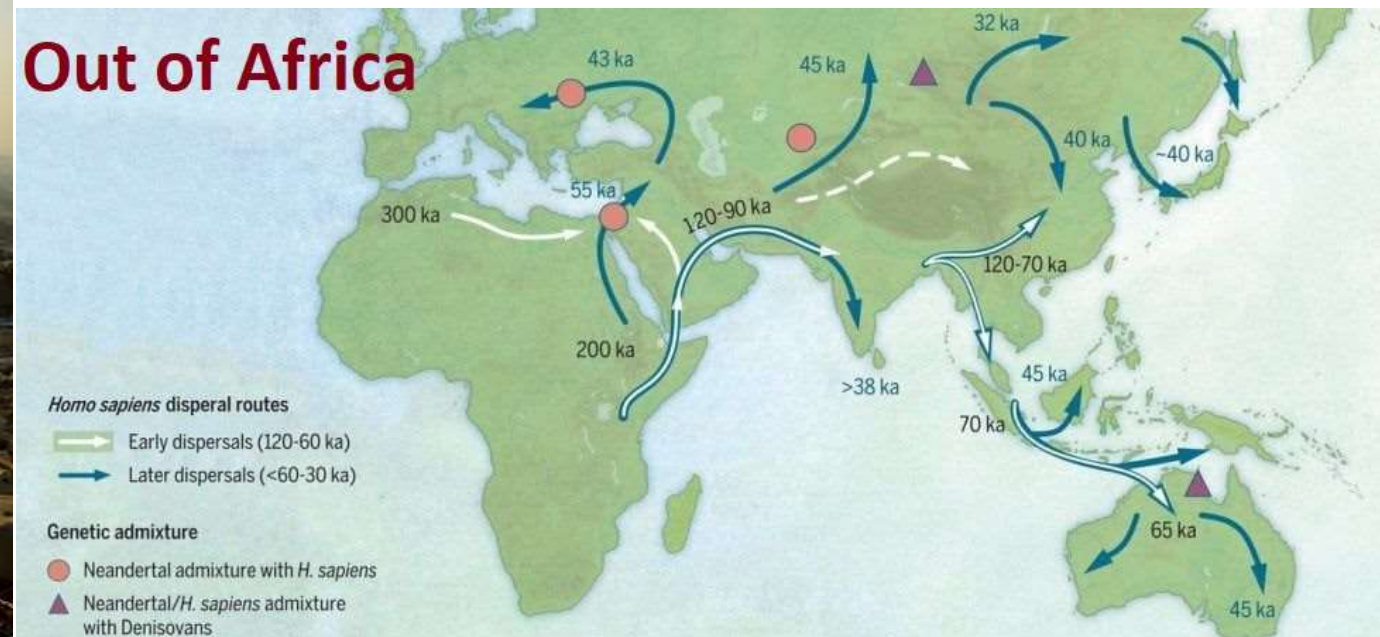 Out of Africa
32 ka
43 ka
45 ka
40 ka
~40 ka
55 ka
300 ka
120-90 ka
120-70 ka
200 ka
>38 ka
45 ka
70 ka
65 ka
45 ka
Homo sapiens disperal routes
Early dispersals (120-60 ka)
Later dispersals (<60-30 ka)
Genetic admixture
Neandertal admixture with H. sapiens
Neandertal/H. sapiens admixture
with Denisovans